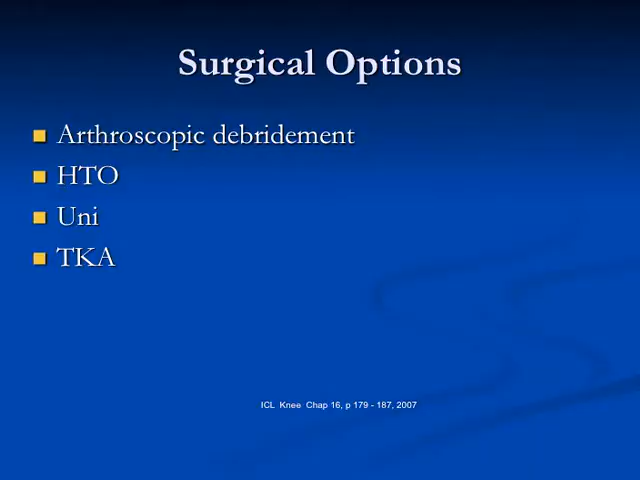 Surgical Options
Arthroscopic debridement
HTO
Uni
TKA
ICL Knee Chap 16, p 179 - 187, 2007